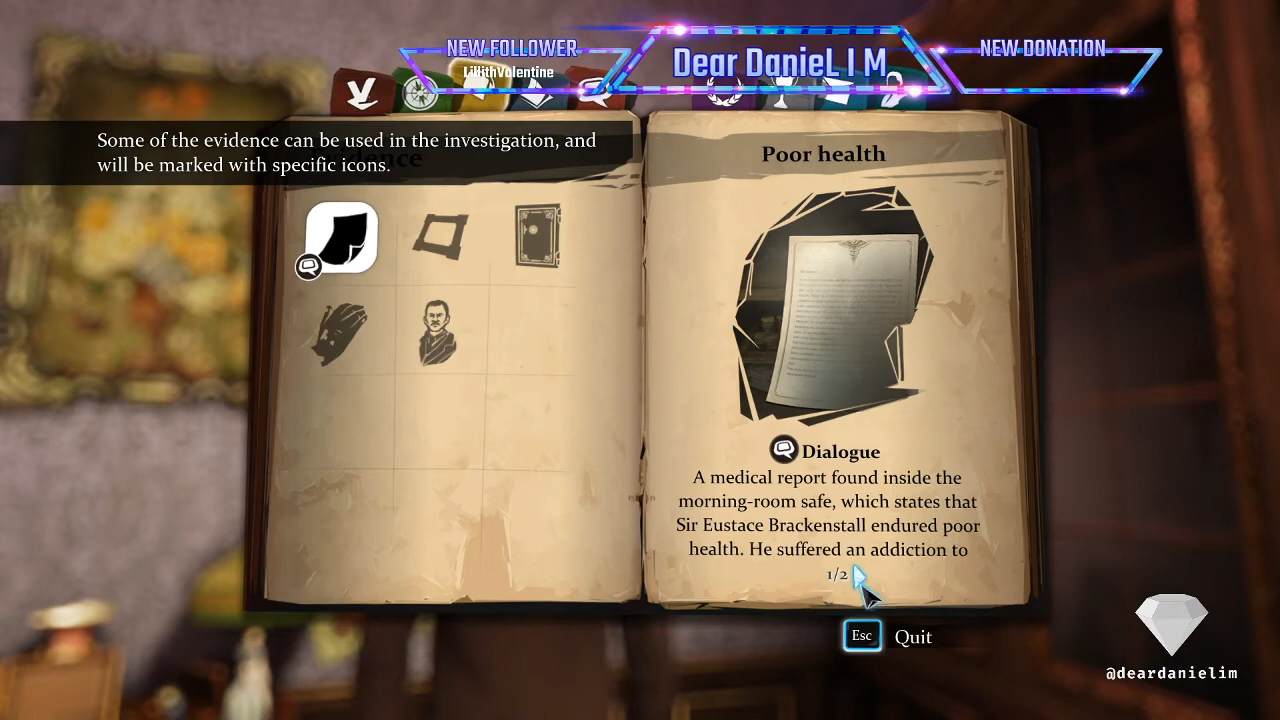 NEW FOLLOWER
LillithValentine
Dear DanieL I M
NEW DONATION
Some of the evidence can be used in the investigation, and
will be marked with specific icons.
Poor health
Dialogue
A medical report found inside the
morning-room safe, which states that
Sir Eustace Brackenstall endured poor
health. He suffered an addiction to
1/2
Esc Quit
@deardanielim